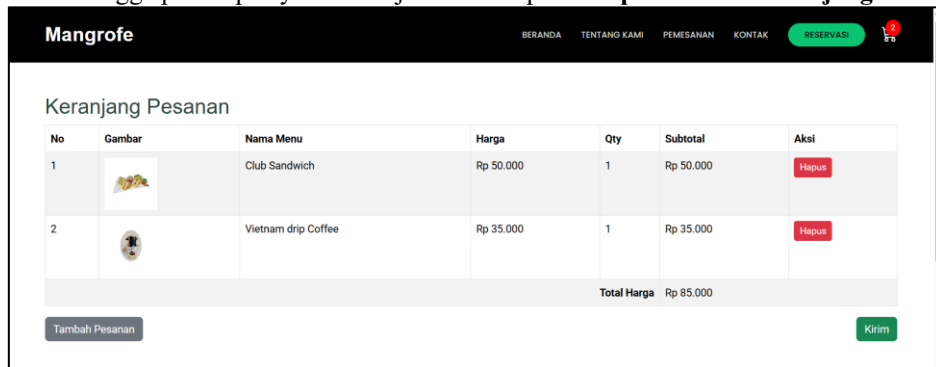 Mangrofe BERANDA TENTANG KAMI PEMESANAN KONTAK RESERVASI 2
Keranjang Pesanan
No Gambar Nama Menu Harga Qty Subtotal Aksi
1 Club Sandwich Rp 50.000 1 Rp 50.000 Hapus
2 Vietnam drip Coffee Rp 35.000 1 Rp 35.000 Hapus
Total Harga Rp 85.000
Tambah Pesanan Kirim